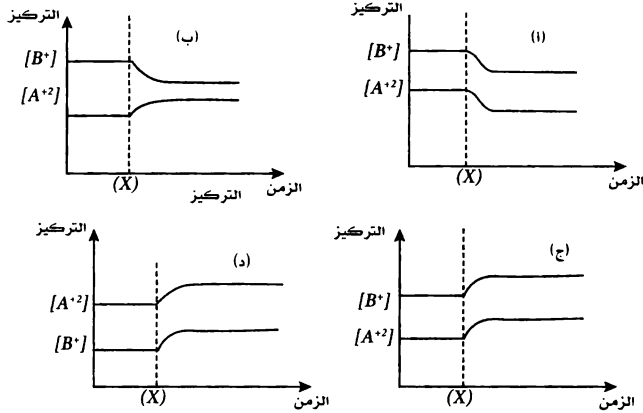 التركيز
(أ)
[B⁺]
[A⁺²]
(X)
الزمن
التركيز
(ب)
[B⁺]
[A⁺²]
(X)
الزمن
التركيز
التركيز
(ج)
[B⁺]
[A⁺²]
(X)
الزمن
التركيز
(د)
[A⁺²]
[B⁺]
(X)
الزمن